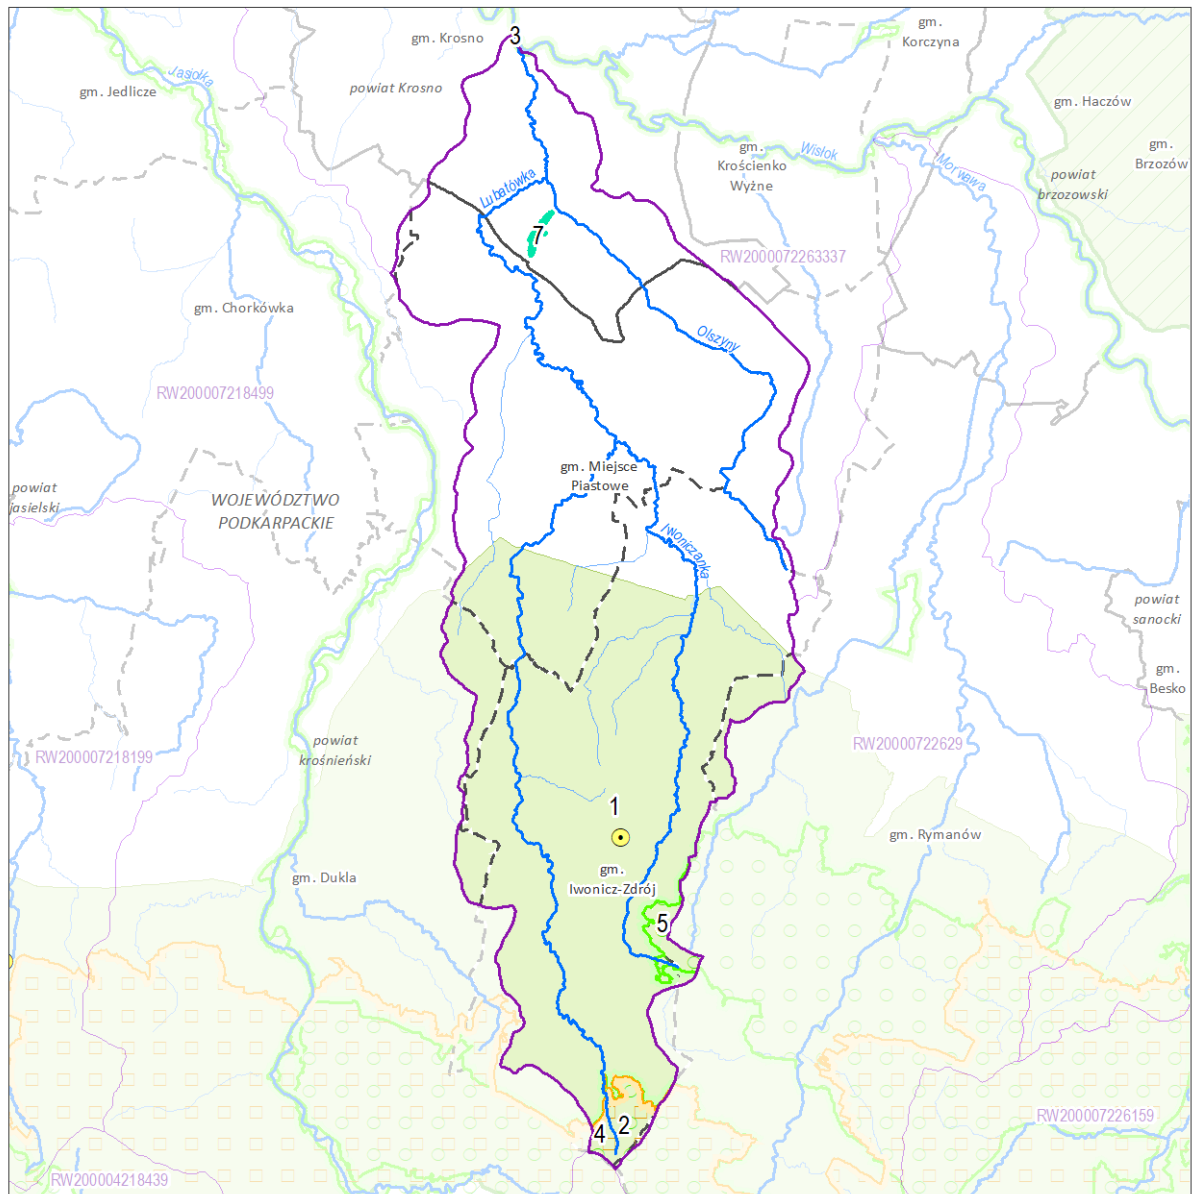 3
gm. Krosno
gm.
Korczyna
Jasiołka
gm. Jedlicze
powiat Krosno
gm. Haczów
gm.
Krościenko
Wyżne
Wisłok
Morwawa
gm.
Brzozów
powiat
brzozowski
Lubatówka
7
RW2000072263337
gm. Chorkówka
Olszyny
RW200007218499
gm. Miejsce
Piastowe
powiat
jasielski
WOJEWÓDZTWO
PODKARPACKIE
Iwoniczanka
powiat
sanocki
gm.
Besko
powiat
krośnieński
RW200007218199
RW20000722629
1
gm. Rymanów
gm. Dukla
gm.
Iwonicz-Zdrój
5
RW200007226159
2
4
RW200004218439